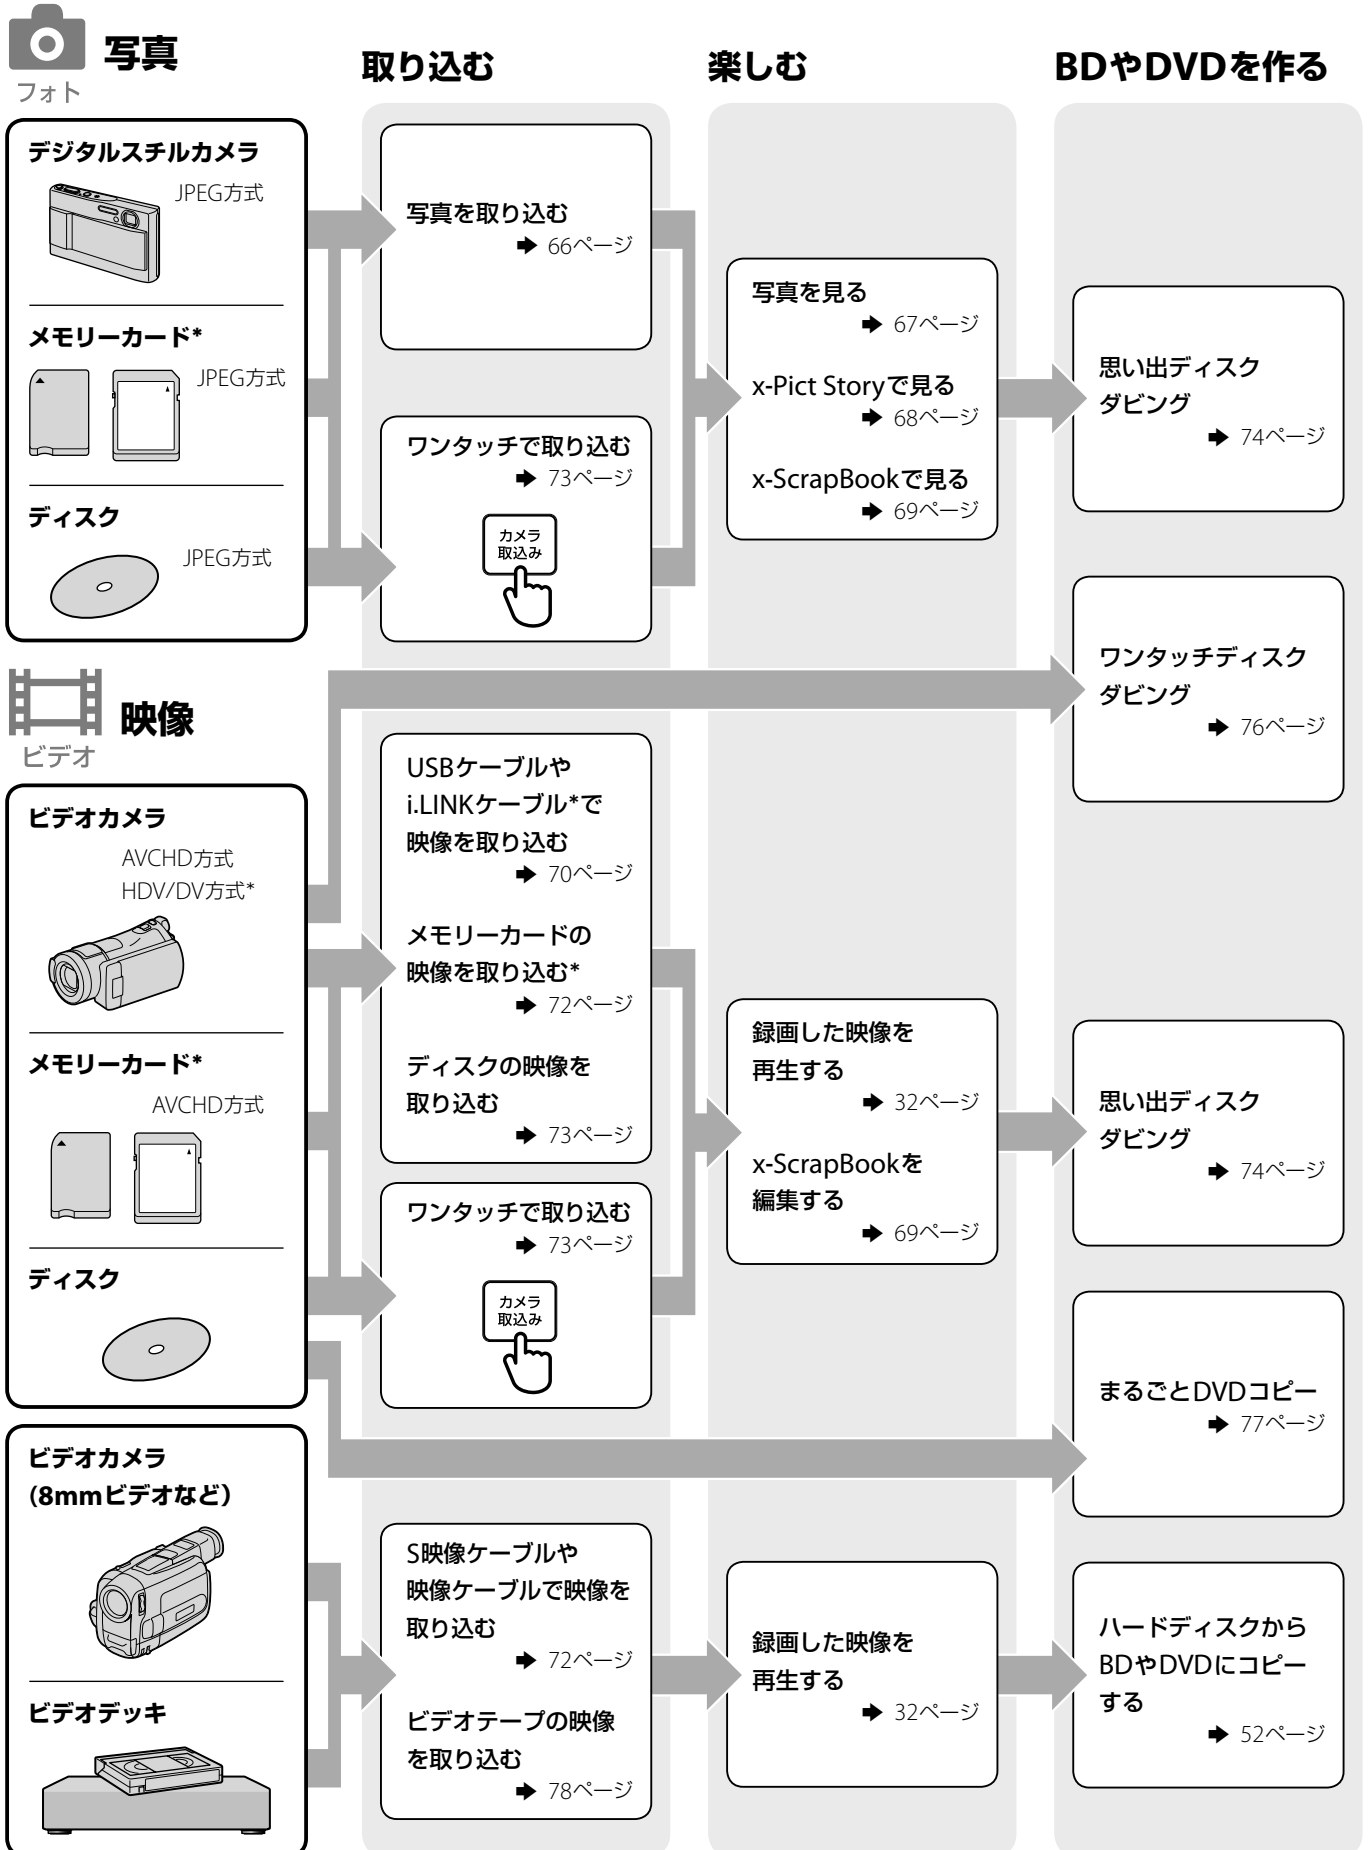 写真
フォト
取り込む
楽しむ
BDやDVDを作る
デジタルスチルカメラ
JPEG方式
メモリーカード*
JPEG方式
ディスク
JPEG方式
写真を取り込む
➡ 66ページ
ワンタッチで取り込む
➡ 73ページ
カメラ
取込み
写真を見る
➡ 67ページ
x-Pict Storyで見る
➡ 68ページ
x-ScrapBookで見る
➡ 69ページ
思い出ディスク
ダビング
➡ 74ページ
ワンタッチディスク
ダビング
➡ 76ページ
映像
ビデオ
ビデオカメラ
AVCHD方式
HDV/DV方式*
メモリーカード*
AVCHD方式
ディスク
USBケーブルや
i.LINKケーブル*で
映像を取り込む
➡ 70ページ
メモリーカードの
映像を取り込む*
➡ 72ページ
ディスクの映像を
取り込む
➡ 73ページ
ワンタッチで取り込む
➡ 73ページ
カメラ
取込み
録画した映像を
再生する
➡ 32ページ
x-ScrapBookを
編集する
➡ 69ページ
思い出ディスク
ダビング
➡ 74ページ
まるごとDVDコピー
➡ 77ページ
ビデオカメラ
(8mmビデオなど)
ビデオデッキ
S映像ケーブルや
映像ケーブルで映像を
取り込む
➡ 72ページ
ビデオテープの映像
を取り込む
➡ 78ページ
録画した映像を
再生する
➡ 32ページ
ハードディスクから
BDやDVDにコピー
する
➡ 52ページ